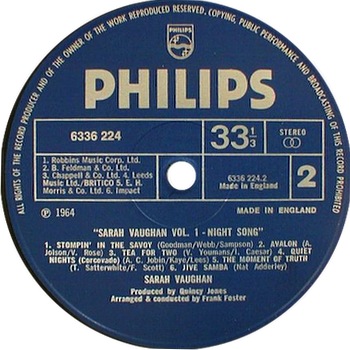 ALL RIGHTS OF THE RECORD PRODUCER AND OF THE OWNER OF THE WORK REPRODUCED RESERVED, COPYING, PUBLIC PERFORMANCE AND BROADCASTING OF THIS RECORD PROHIBITED
PHILIPS
PHILIPS
6336 224
33 1/3
STEREO
1. Robbins Music Corp. Ltd.
2. B. Feldman & Co. Ltd.
3. Chappell & Co Ltd. 4. Leeds
Music Ltd./BRITICO 5. E. H.
Morris & Co. Ltd. 6. Impact
6336 224.2
Made in England
2
℗ 1964
MADE IN ENGLAND
"SARAH VAUGHAN VOL. 1 - NIGHT SONG"
1. STOMPIN' IN THE SAVOY (Goodman/Webb/Sampson) 2. AVALON (A.
Jolson/V. Rose) 3. TEA FOR TWO (V. Youmans/I. Caesar) 4. QUIET
NIGHTS (Corcovado) (A. C. Jobin/Kaye/Lees) 5. THE MOMENT OF TRUTH
(T. Satterwhite/F. Scott) 6. JIVE SAMBA (Nat Adderley)
SARAH VAUGHAN
Produced by Quincy Jones
Arranged & conducted by Frank Foster